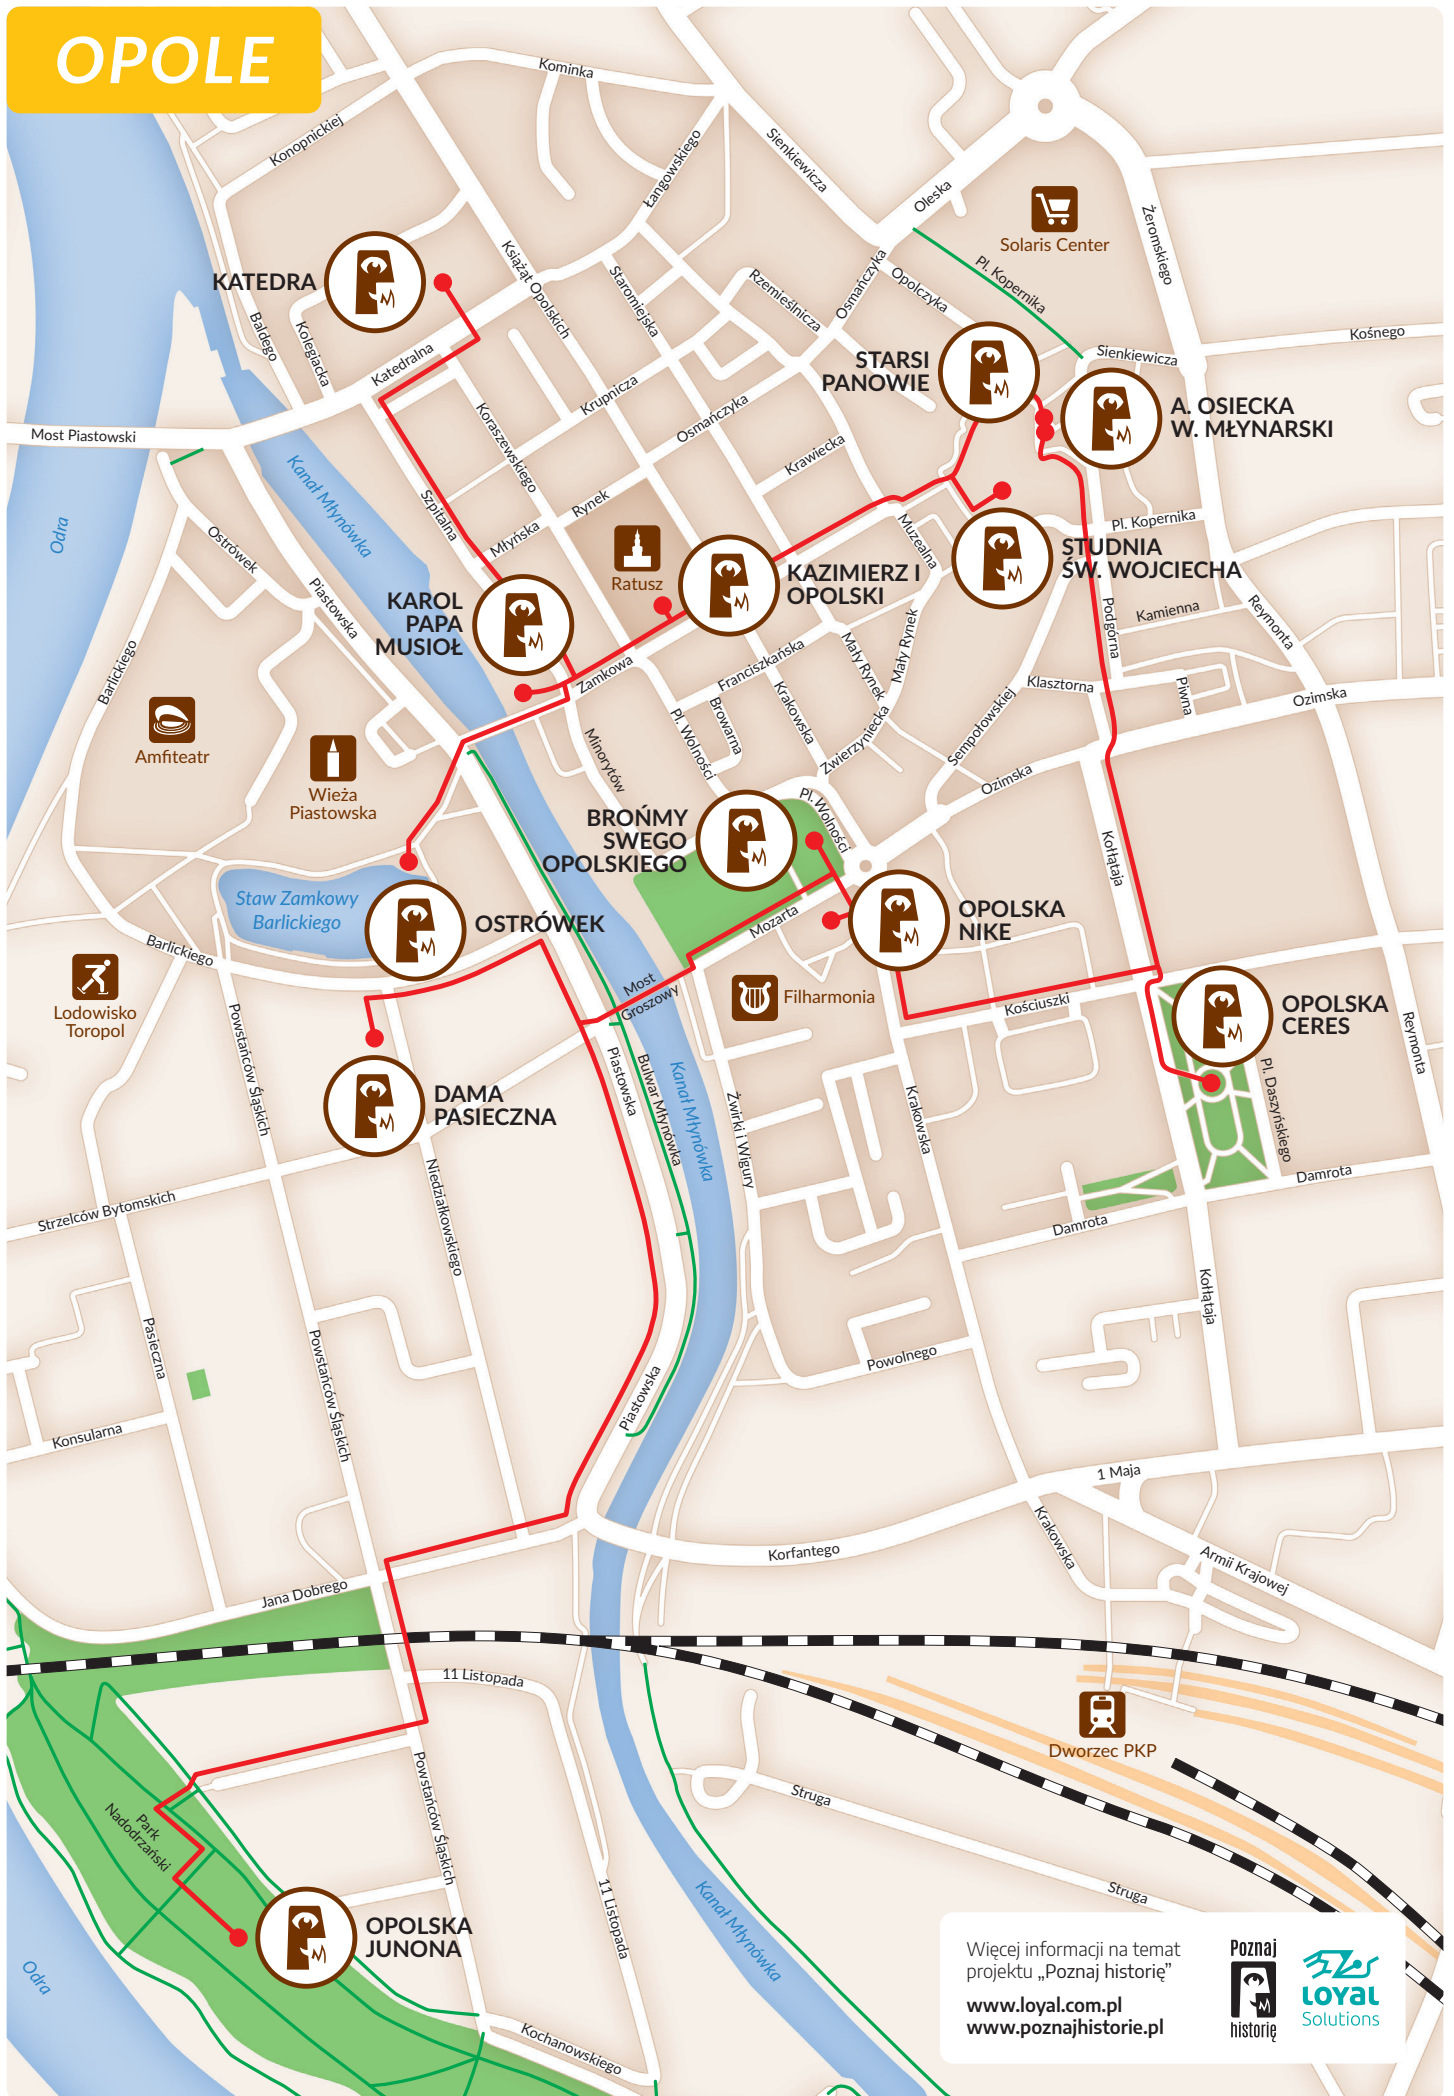 OPOLE
Kominka
Konopnickiej
Łangowskiego
Sienkiewicza
Oleska
Solaris Center
Żeromskiego
Pl. Kopernika
KATEDRA
Książąt Opolskich
Staromiejska
Rzemieślnicza
Osmańczyka
Opolczyka
Baldego
Kolegiacka
Katedralna
Kośnego
Sienkiewicza
STARSI
PANOWIE
A. OSIECKA
W. MŁYNARSKI
Krupnicza
Koraszewskiego
Osmańczyka
Krawiecka
Most Piastowski
Kanał Młynówka
Szpitalna
Rynek
Młyńska
Odra
Ostrówek
Piastowska
Ratusz
Muzealna
Pl. Kopernika
STUDNIA
ŚW. WOJCIECHA
KAZIMIERZ I
OPOLSKI
KAROL
PAPA
MUSIOŁ
Podgórna
Kamienna
Reymonta
Barlickiego
Zamkowa
Franciszkańska
Mały Rynek
Mały Rynek
Klasztorna
Piwna
Ozimska
Amfiteatr
Wieża
Piastowska
Minorytów
Pl. Wolności
Browarna
Krakowska
Zwierzyniecka
Sempołowskiej
Ozimska
BROŃMY
SWEGO
OPOLSKIEGO
Pl. Wolności
Kołłątaja
Staw Zamkowy
Barlickiego
OSTRÓWEK
Mozarta
OPOLSKA
NIKE
Barlickiego
Lodowisko
Toropol
Most
Groszowy
Filharmonia
Kościuszki
OPOLSKA
CERES
Powstańców Śląskich
Piastowska
Bulwar Młynówka
Kanał Młynówka
Żwirki i Wigury
Krakowska
Pl. Daszyńskiego
Reymonta
DAMA
PASIECZNA
Niedziałkowskiego
Strzelców Bytomskich
Damrota
Damrota
Kołłątaja
Pasieczna
Powstańców Śląskich
Powolnego
Piastowska
Konsularna
1 Maja
Krakowska
Armii Krajowej
Korfantego
Jana Dobrego
11 Listopada
Dworzec PKP
Powstańców Śląskich
Struga
Park
Nadodrzański
Struga
11 Listopada
Kanał Młynówka
OPOLSKA
JUNONA
Odra
Kochanowskiego
Więcej informacji na temat
projektu „Poznaj historię”
www.loyal.com.pl
www.poznajhistorie.pl
Poznaj
historię
LOYAL
Solutions